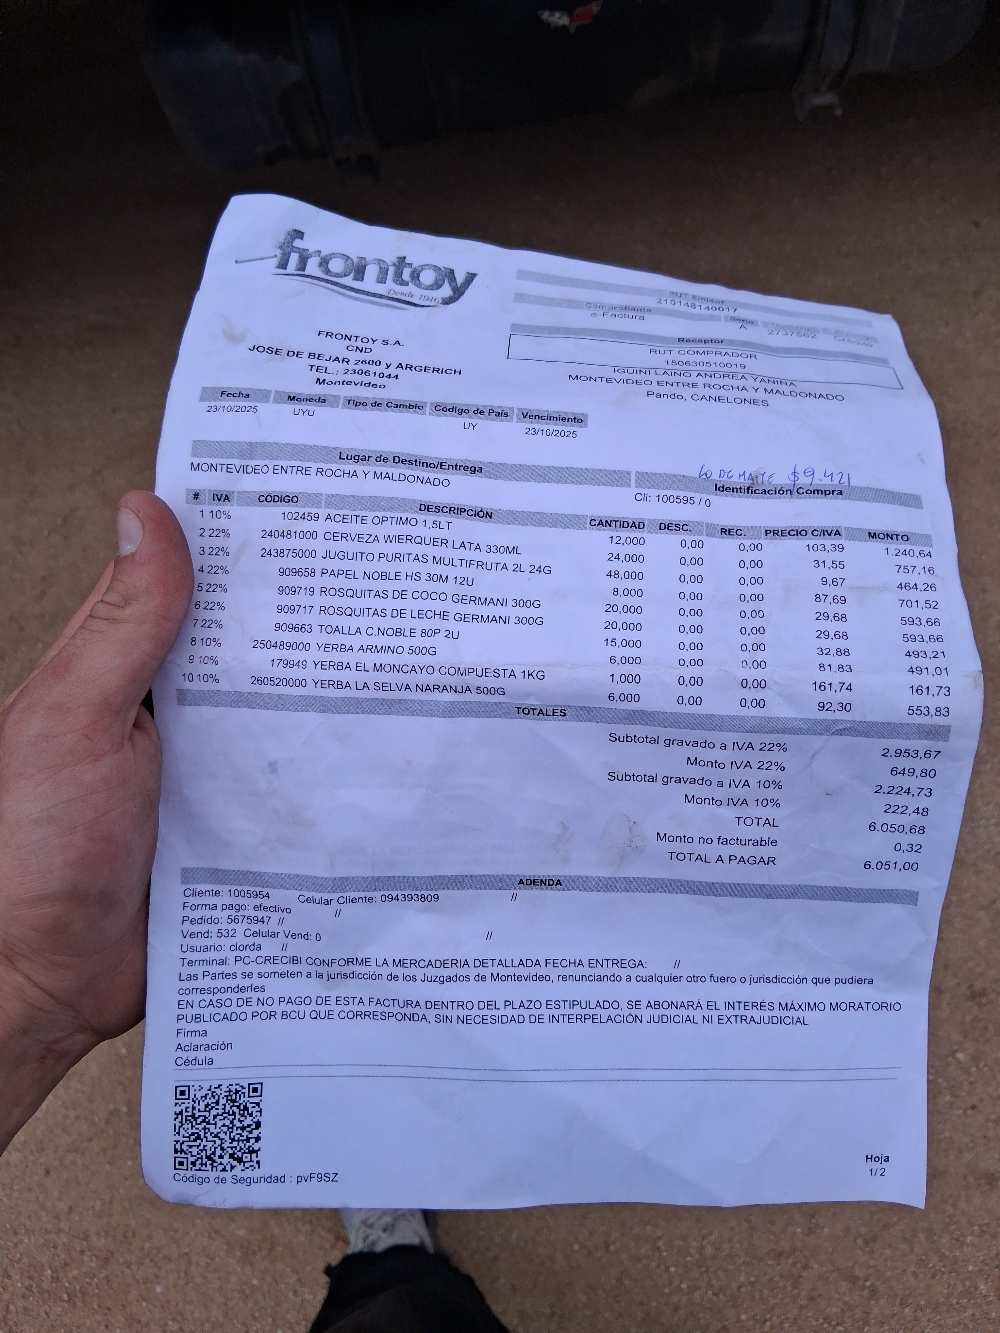 frontoy
Desde 1940
FRONTOY S.A.
CND
JOSE DE BEJAR 2600 y ARGERICH
TEL.: 23061044
Montevideo
RUT Emisor
210148140017
Comprobante Serie
e-Factura A 2737562 Crédito
Receptor
RUT COMPRADOR
150630510019
IGUINI LAINO ANDREA YANINA
MONTEVIDEO ENTRE ROCHA Y MALDONADO
Pando, CANELONES
Fecha Moneda Tipo de Cambio Código de País Vencimiento
23/10/2025 UYU UY 23/10/2025
Lugar de Destino/Entrega
MONTEVIDEO ENTRE ROCHA Y MALDONADO
$9.421
Identificación Compra
Cli: 100595 / 0
# IVA CÓDIGO DESCRIPCIÓN CANTIDAD DESC. REC. PRECIO C/IVA MONTO
1 10% 102459 ACEITE OPTIMO 1,5LT 12,000 0,00 0,00 103,39 1.240,64
2 22% 240481000 CERVEZA WIERQUER LATA 330ML 24,000 0,00 0,00 31,55 757,16
3 22% 243875000 JUGUITO PURITAS MULTIFRUTA 2L 24G 48,000 0,00 0,00 9,67 464,26
4 22% 909658 PAPEL NOBLE HS 30M 12U 8,000 0,00 0,00 87,69 701,52
5 22% 909719 ROSQUITAS DE COCO GERMANI 300G 20,000 0,00 0,00 29,68 593,66
6 22% 909717 ROSQUITAS DE LECHE GERMANI 300G 20,000 0,00 0,00 29,68 593,66
7 22% 909663 TOALLA C.NOBLE 80P 2U 15,000 0,00 0,00 32,88 493,21
8 10% 250489000 YERBA ARMINO 500G 6,000 0,00 0,00 81,83 491,01
9 10% 179949 YERBA EL MONCAYO COMPUESTA 1KG 1,000 0,00 0,00 161,74 161,73
10 10% 260520000 YERBA LA SELVA NARANJA 500G 6,000 0,00 0,00 92,30 553,83
TOTALES
Subtotal gravado a IVA 22% 2.953,67
Monto IVA 22% 649,80
Subtotal gravado a IVA 10% 2.224,73
Monto IVA 10% 222,48
TOTAL 6.050,68
Monto no facturable 0,32
TOTAL A PAGAR 6.051,00
ADENDA
Cliente: 1005954 Celular Cliente: 094393809 //
Forma pago: efectivo //
Pedido: 5675947 //
Vend: 532 Celular Vend: 0 //
Usuario: clorda //
Terminal: PC-CRECIBI CONFORME LA MERCADERIA DETALLADA FECHA ENTREGA: //
Las Partes se someten a la jurisdicción de los Juzgados de Montevideo, renunciando a cualquier otro fuero o jurisdicción que pudiera
corresponderles
EN CASO DE NO PAGO DE ESTA FACTURA DENTRO DEL PLAZO ESTIPULADO, SE ABONARÁ EL INTERÉS MÁXIMO MORATORIO
PUBLICADO POR BCU QUE CORRESPONDA, SIN NECESIDAD DE INTERPELACIÓN JUDICIAL NI EXTRAJUDICIAL
Firma
Aclaración
Cédula
Código de Seguridad : pvF9SZ
Hoja
1/ 2